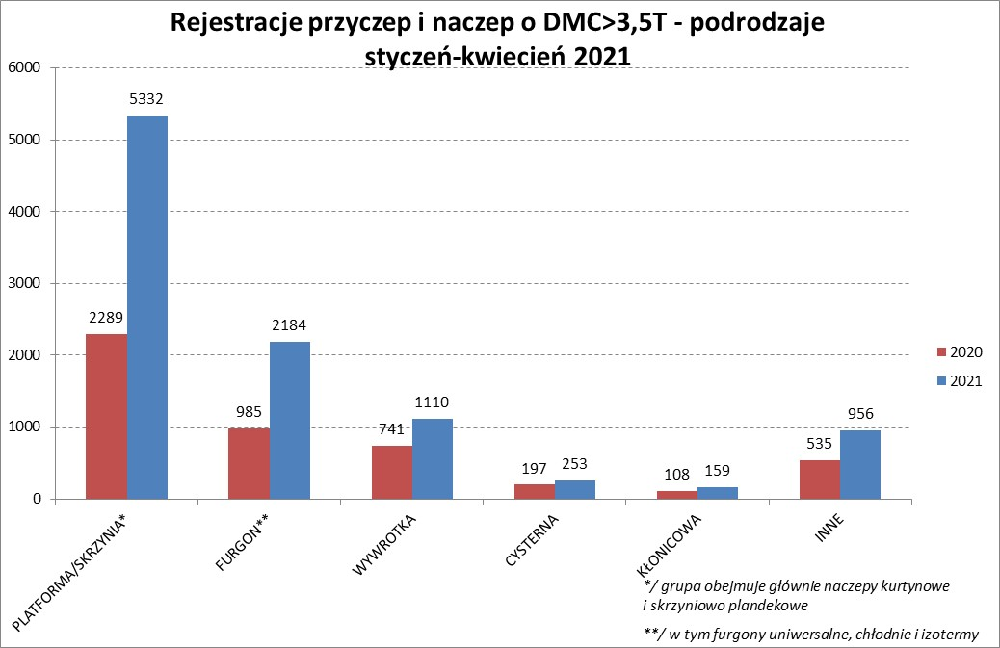 Rejestracje przyczep i naczep o DMC>3,5T - podrodzaje
styczeń-kwiecień 2021
6000
5000
4000
3000
2000
1000
0
5332
2289
2184
985
741
1110
197
253
108
159
535
956
2020
2021
PLATFORMA/SKRZYNIA*
FURGON**
WYWROTKA
CYSTERNA
KŁONICOWA
INNE
*/ grupa obejmuje głównie naczepy kurtynowe
i skrzyniowo plandekowe
**/ w tym furgony uniwersalne, chłodnie i izotermy